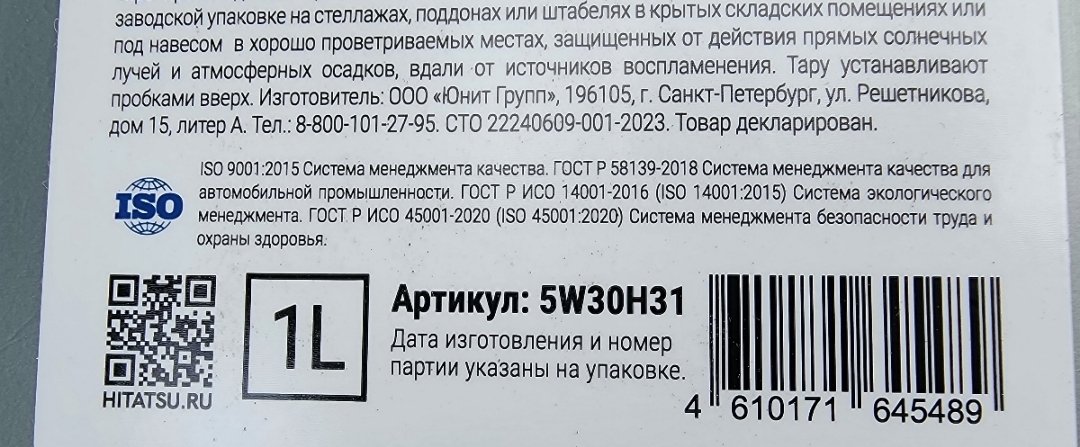 заводской упаковке на стеллажах, поддонах или штабелях в крытых складских помещениях или
под навесом в хорошо проветриваемых местах, защищенных от действия прямых солнечных
лучей и атмосферных осадков, вдали от источников воспламенения. Тару устанавливают
пробками вверх. Изготовитель: ООО «Юнит Групп», 196105, г. Санкт-Петербург, ул. Решетникова,
дом 15, литер А. Тел.: 8-800-101-27-95. СТО 22240609-001-2023. Товар декларирован.
ISO 9001:2015 Система менеджмента качества. ГОСТ Р 58139-2018 Система менеджмента качества для
автомобильной промышленности. ГОСТ Р ИСО 14001-2016 (ISO 14001:2015) Система экологического
менеджмента. ГОСТ Р ИСО 45001-2020 (ISO 45001:2020) Система менеджмента безопасности труда и
охраны здоровья.
ISO
HITATSU.RU
1L
Артикул: 5W30H31
Дата изготовления и номер
партии указаны на упаковке.
4 610171 645489